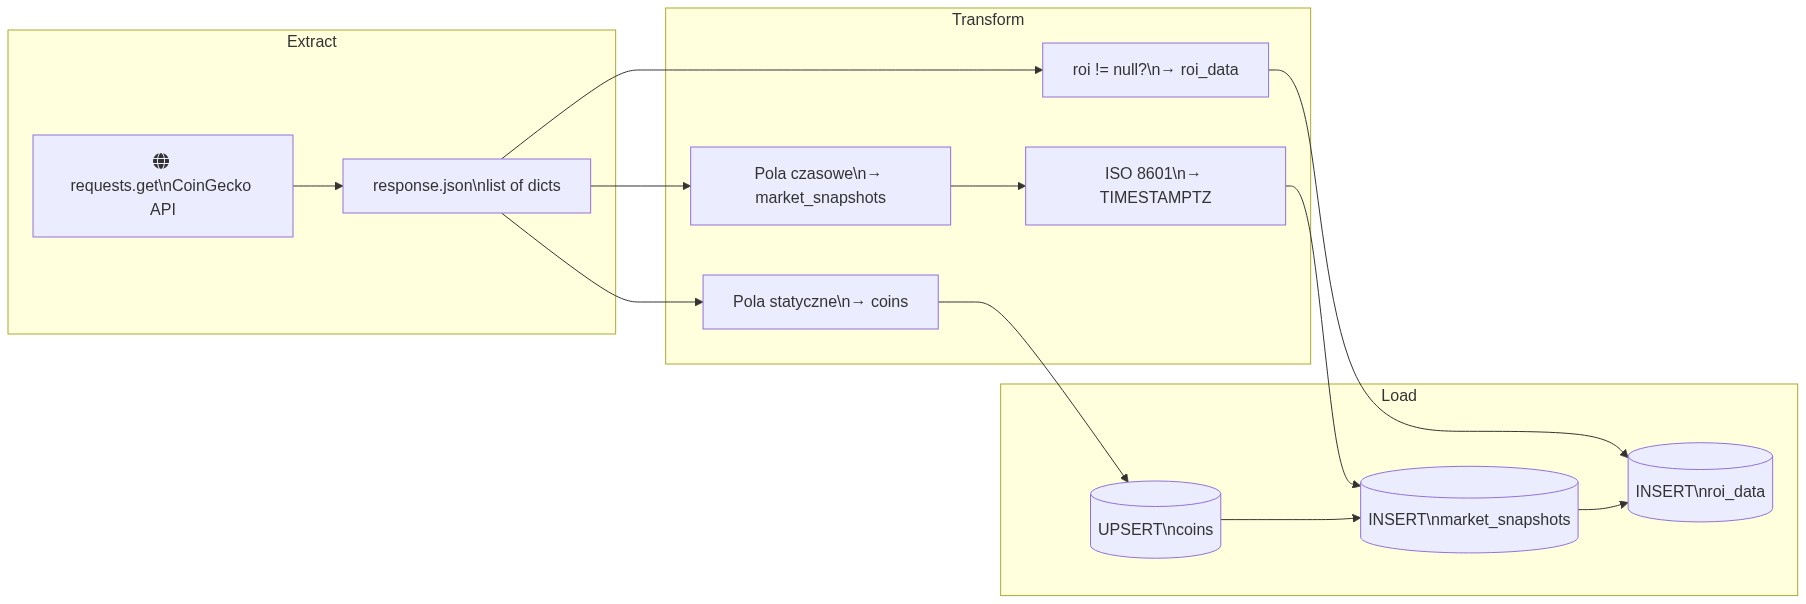 Extract
requests.get\nCoinGecko
API
response.json\nlist of dicts
Transform
roi != null?\n→ roi_data
Pola czasowe\n→
market_snapshots
ISO 8601\n→
TIMESTAMPTZ
Pola statyczne\n→ coins
Load
UPSERT\ncoins
INSERT\nmarket_snapshots
INSERT\nroi_data